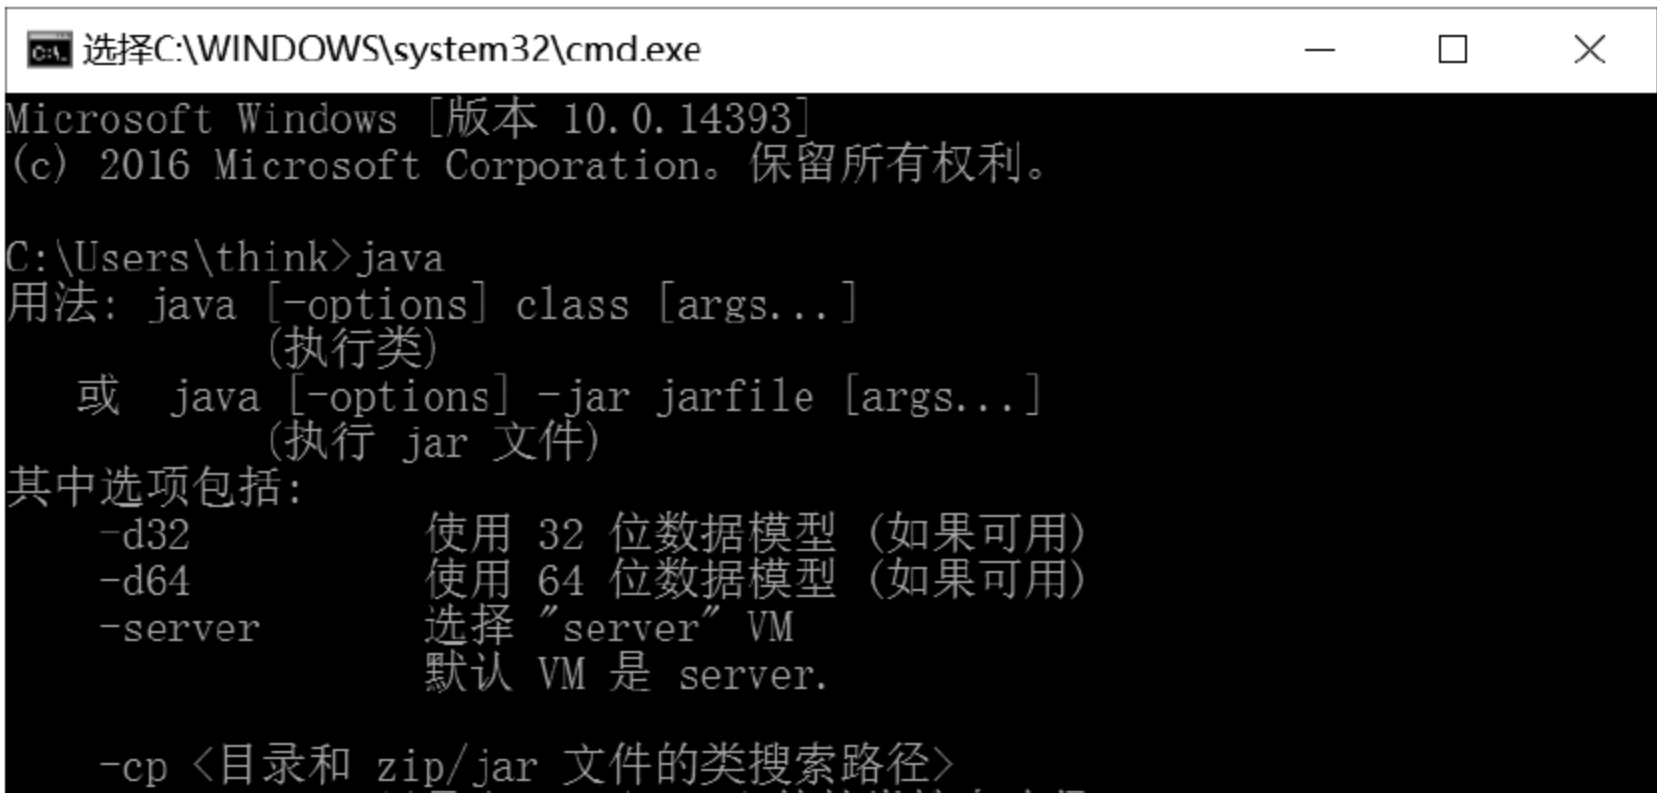 选择C:\WINDOWS\system32\cmd.exe
Microsoft Windows [版本 10.0.14393]
(c) 2016 Microsoft Corporation。保留所有权利。
C:\Users\think>java
用法: java [-options] class [args...]
(执行类)
或  java [-options] -jar jarfile [args...]
(执行 jar 文件)
其中选项包括:
-d32 使用 32 位数据模型 (如果可用)
-d64 使用 64 位数据模型 (如果可用)
-server 选择 "server" VM
默认 VM 是 server.
-cp <目录和 zip/jar 文件的类搜索路径>